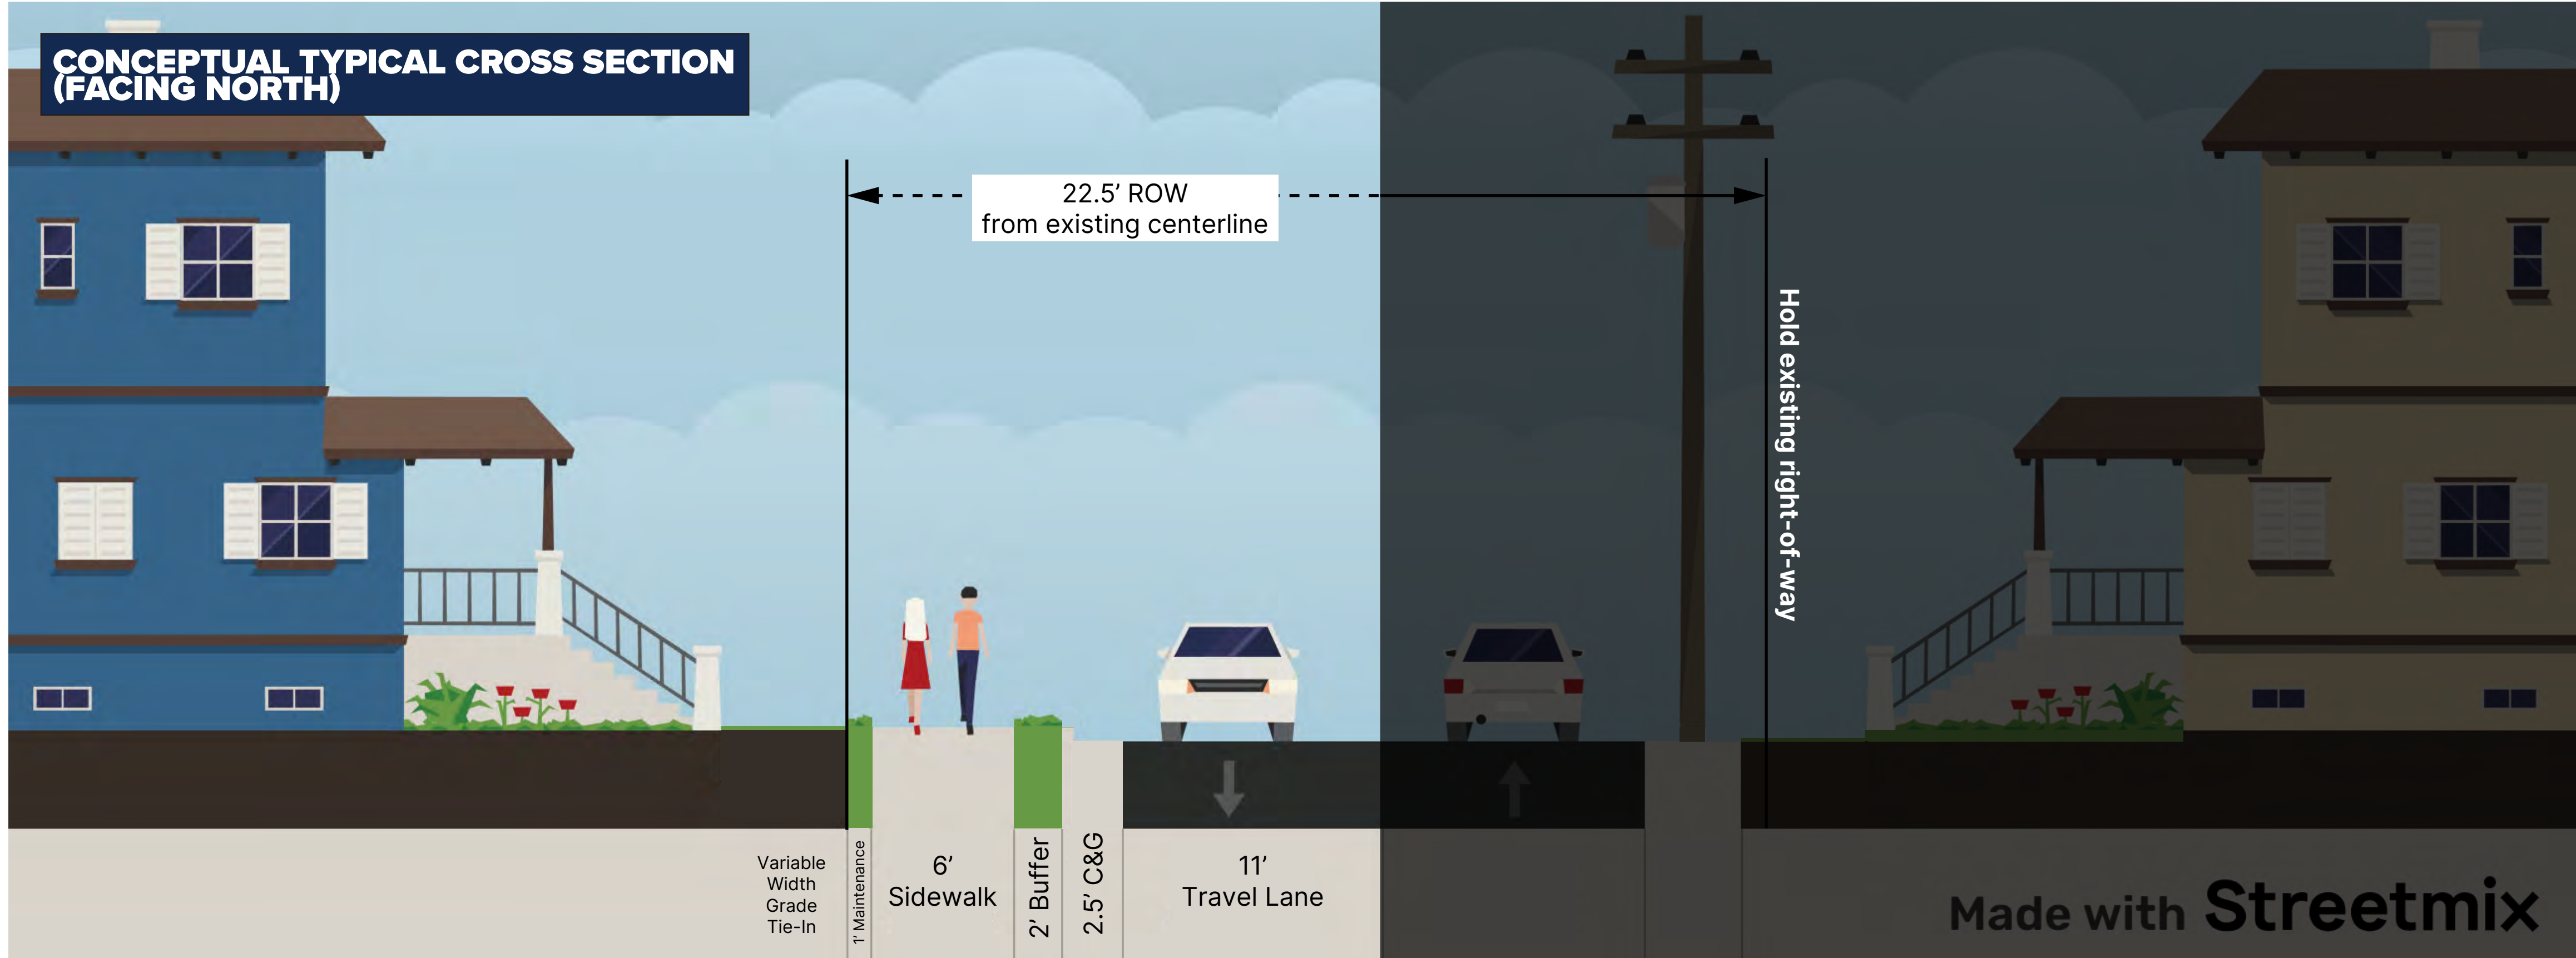 CONCEPTUAL TYPICAL CROSS SECTION
(FACING NORTH)
22.5’ ROW
from existing centerline
Hold existing right-of-way
Variable
Width
Grade
Tie-In
1’ Maintenance
6’
Sidewalk
2’ Buffer
2.5’ C&G
11’
Travel Lane
Made with Streetmix